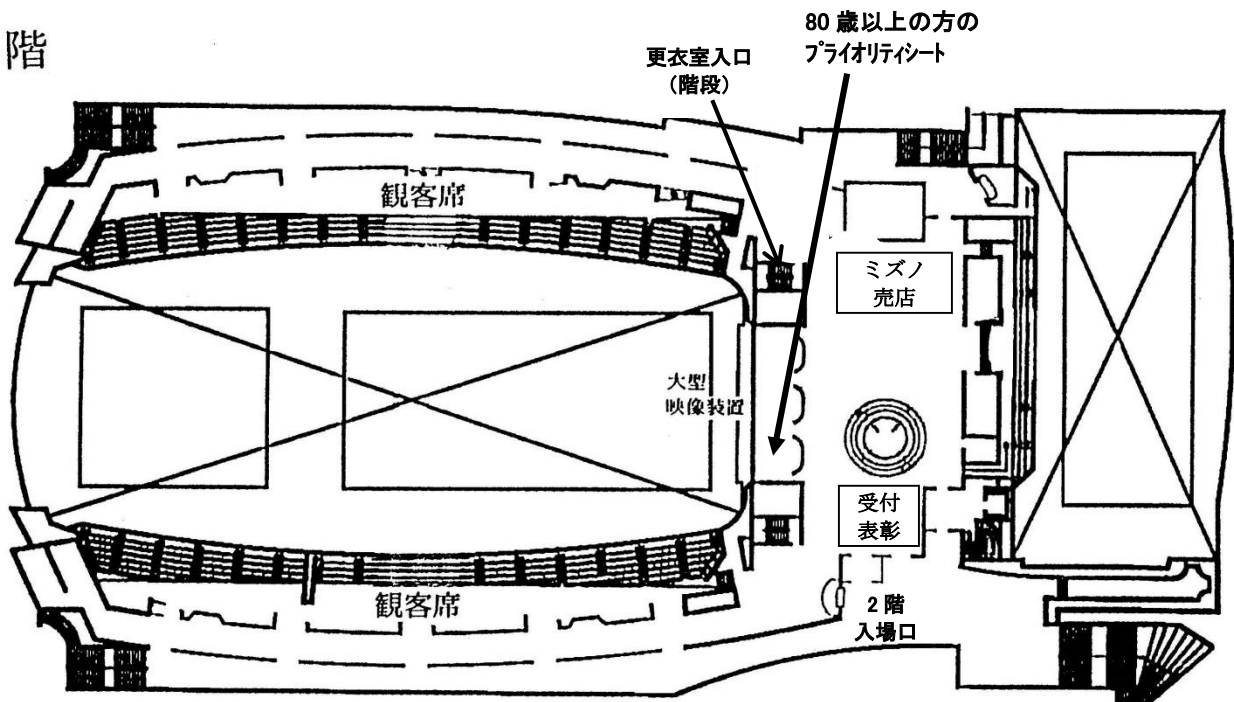 階
80歳以上の方の
プライオリティシート
更衣室入口
（階段）
観客席
ミズノ
売店
大型
映像装置
受付
表彰
観客席
2階
入場口